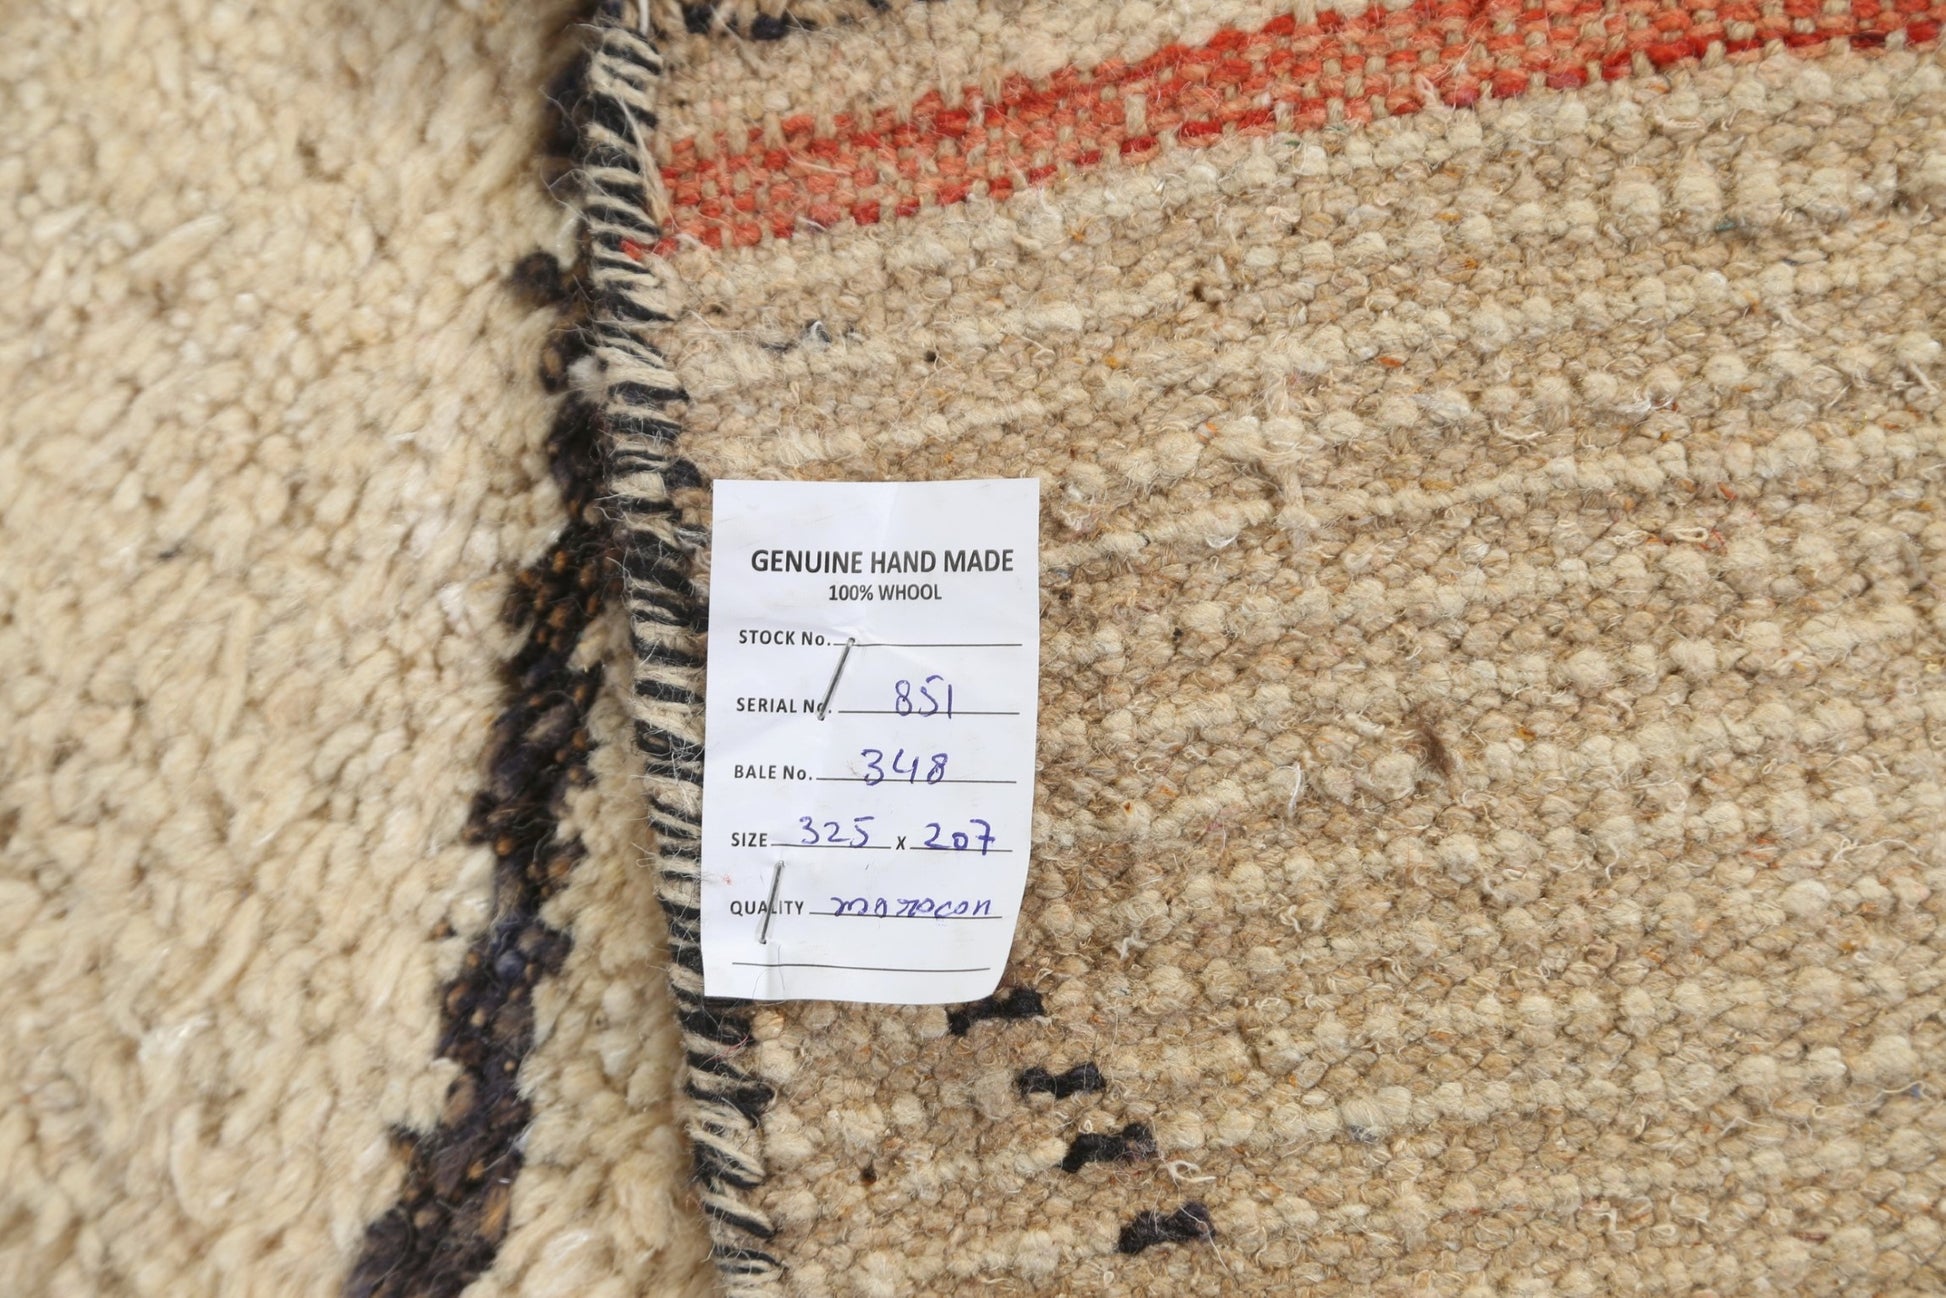 GENUINE HAND MADE
100% WHOOL
STOCK No.
SERIAL No. 851
BALE No. 348
SIZE 325 x 207
QUALITY morocon